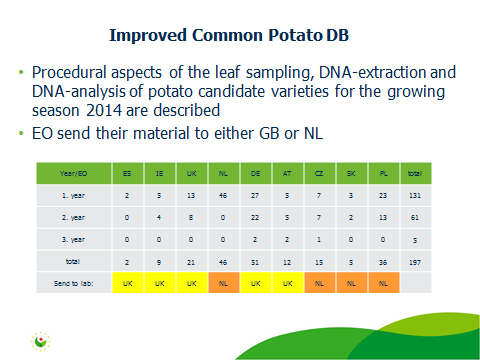 Improved Common Potato DB
• Procedural aspects of the leaf sampling, DNA-extraction and
DNA-analysis of potato candidate varieties for the growing
season 2014 are described
• EO send their material to either GB or NL
Year/EO ES IE UK NL DE AT CZ SK PL total
1. year 2 5 13 46 27 5 7 3 23 131
2. year 0 4 8 0 22 5 7 2 13 61
3. year 0 0 0 0 2 2 1 0 0 5
total 2 9 21 46 51 12 15 5 36 197
Send to lab: UK UK UK NL UK UK NL NL NL